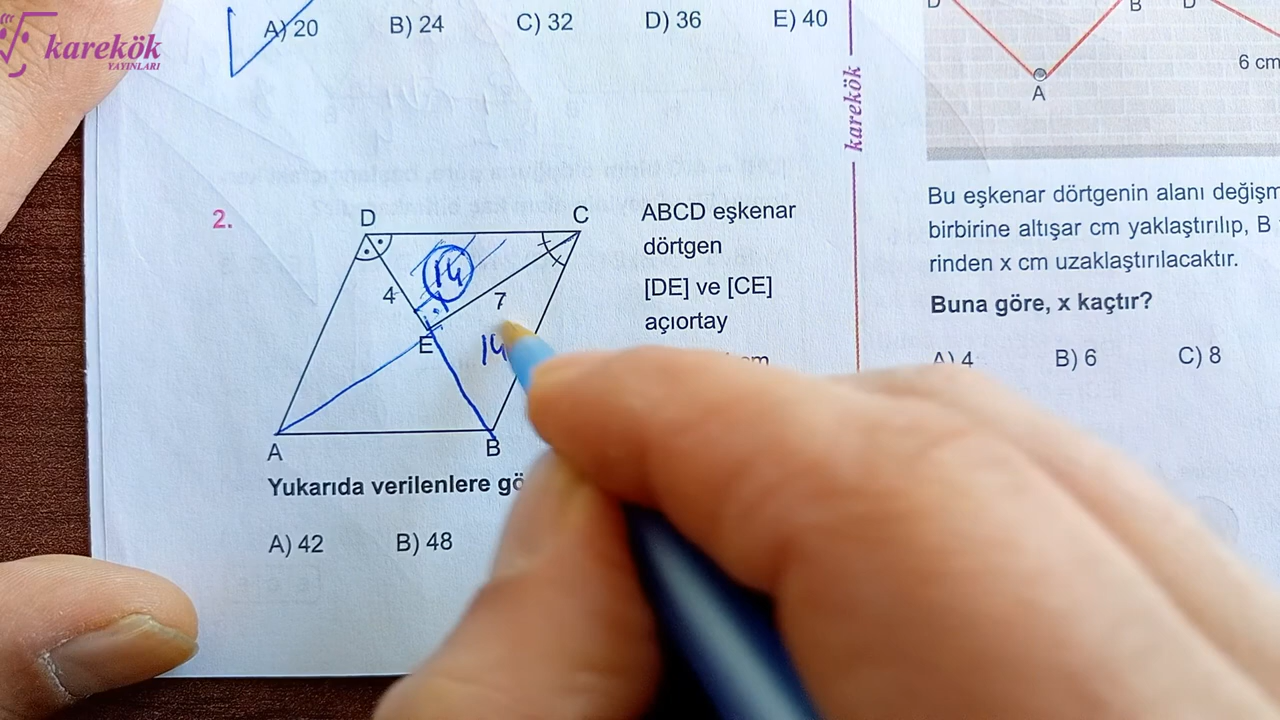 karekök
YAYINLARI
A) 20 B) 24 C) 32 D) 36 E) 40
karekök
D B D
6 cm
A
2.
D C
14
4 7
E
14
A B
ABCD eşkenar
dörtgen
[DE] ve [CE]
açıortay
Yukarıda verilenlere
A) 42 B) 48
Bu eşkenar dörtgenin alanı
birbirine altışar cm yaklaştırılıp, B
rinden x cm uzaklaştırılacaktır.
Buna göre, x kaçtır?
A) 4 B) 6 C) 8